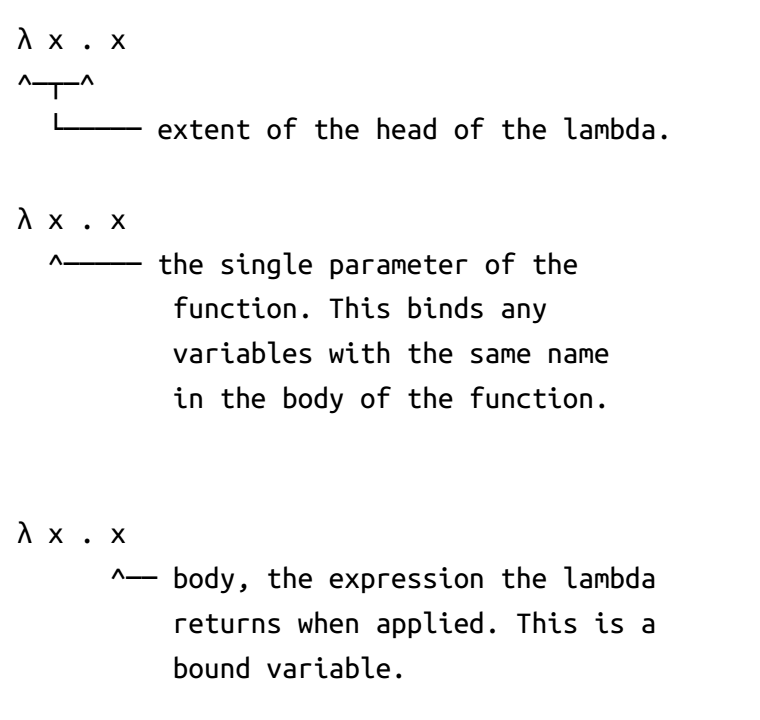 λ x . x
^─┬─^
  └───── extent of the head of the lambda.
λ x . x
  ^───── the single parameter of the
          function. This binds any
          variables with the same name
          in the body of the function.
λ x . x
      ^── body, the expression the lambda
          returns when applied. This is a
          bound variable.